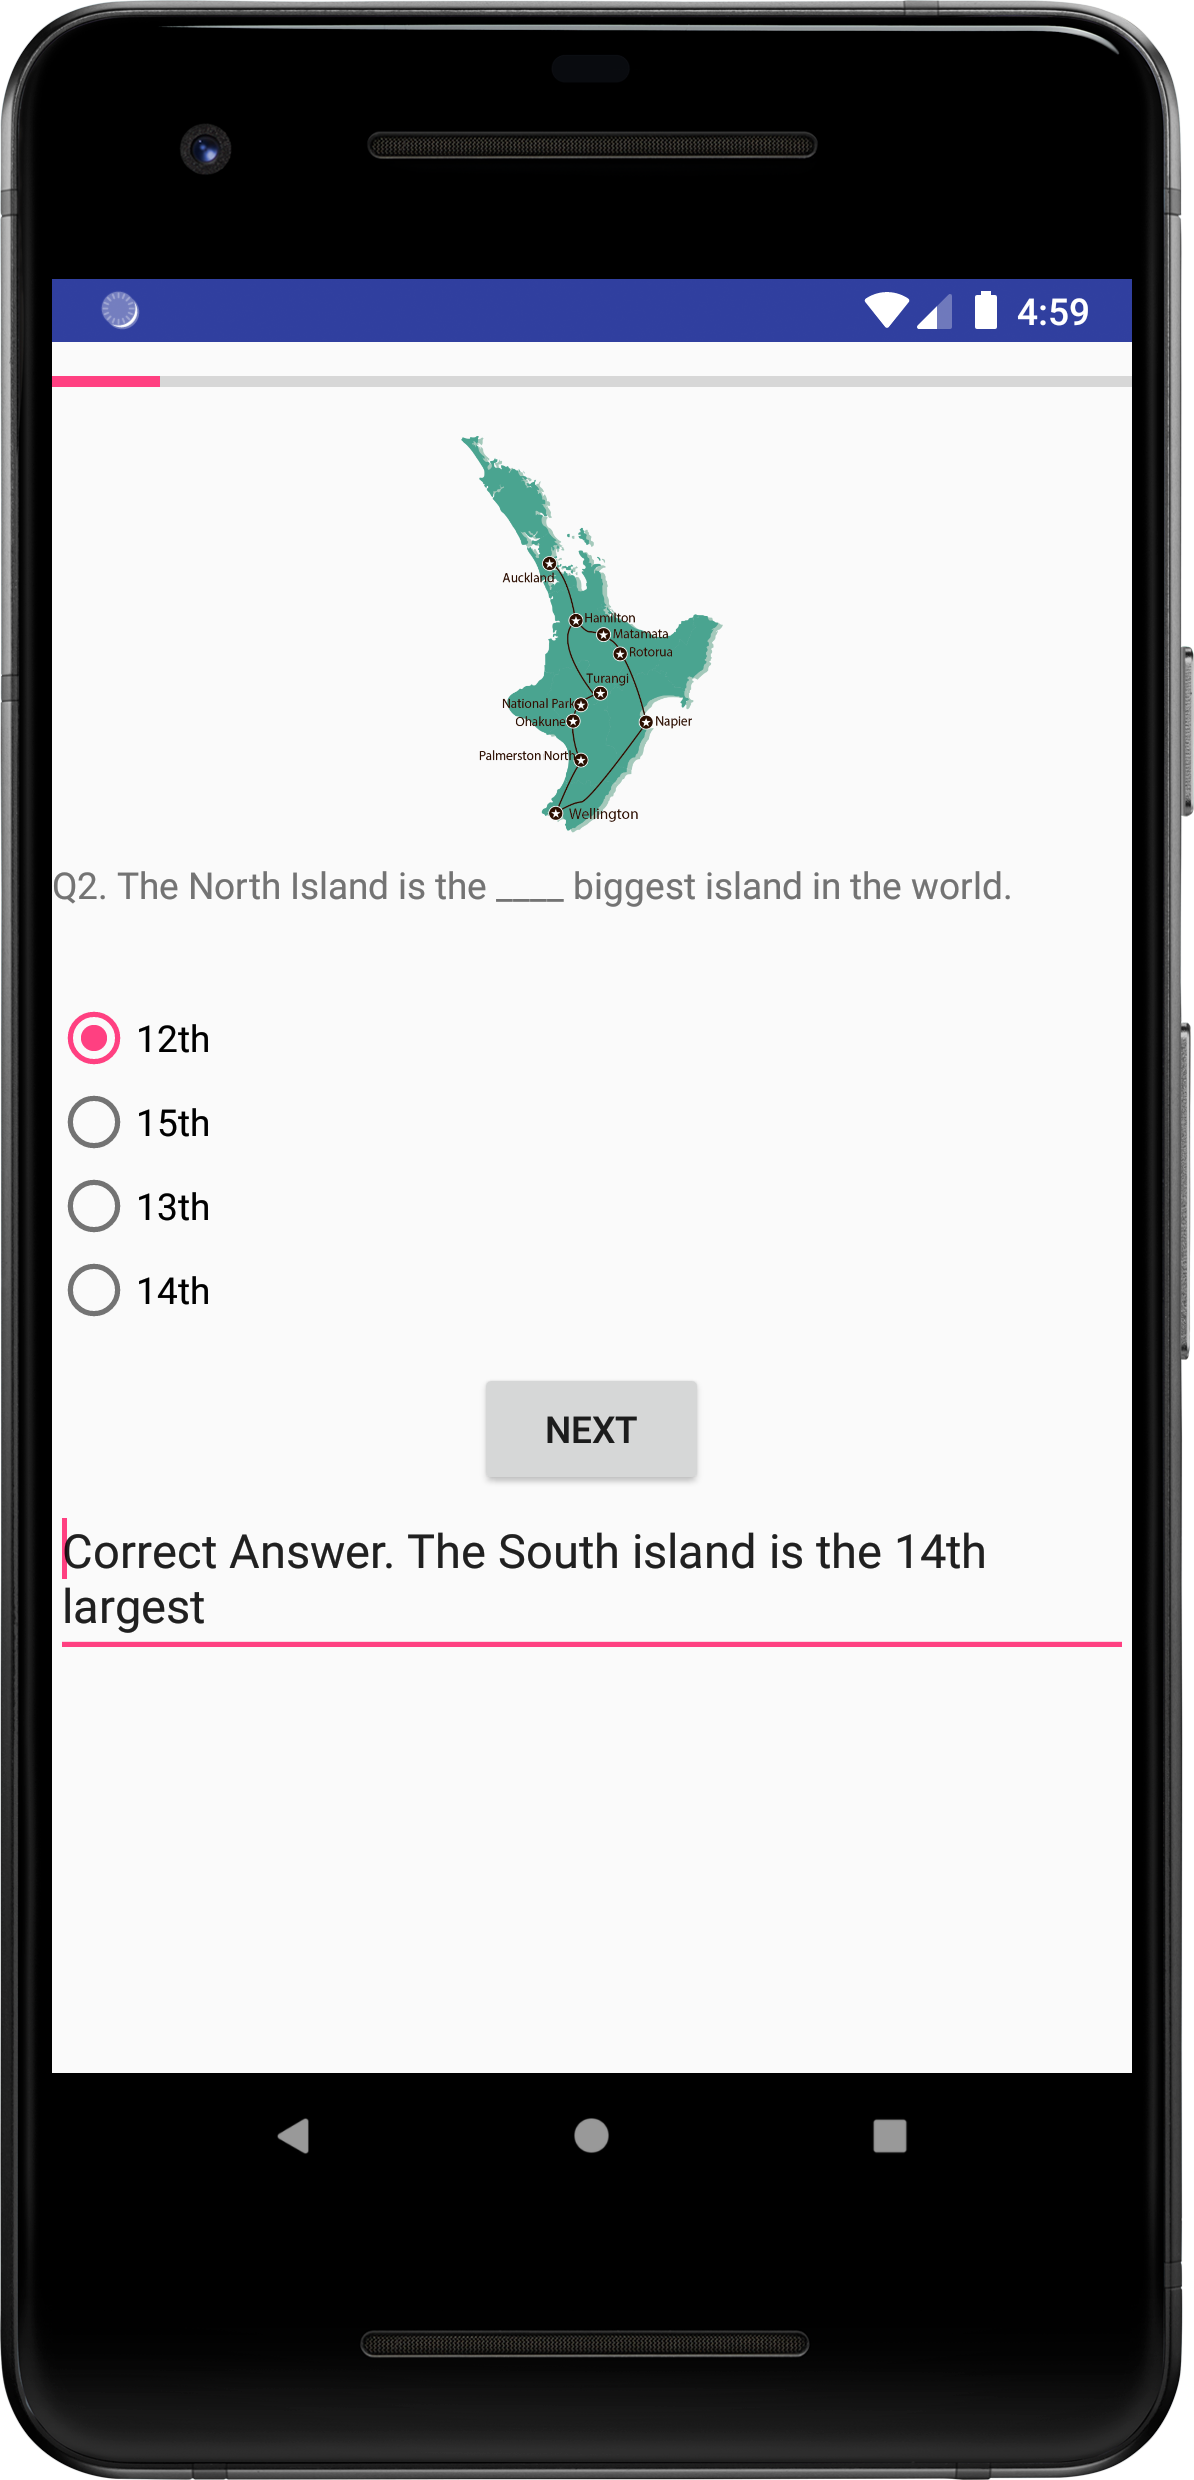 4:59
Auckland
Hamilton
Matamata
Rotorua
Turangi
National Park
Ohakune
Napier
Palmerston North
Wellington
Q2. The North Island is the ____ biggest island in the world.
12th
15th
13th
14th
NEXT
Correct Answer. The South island is the 14th
largest